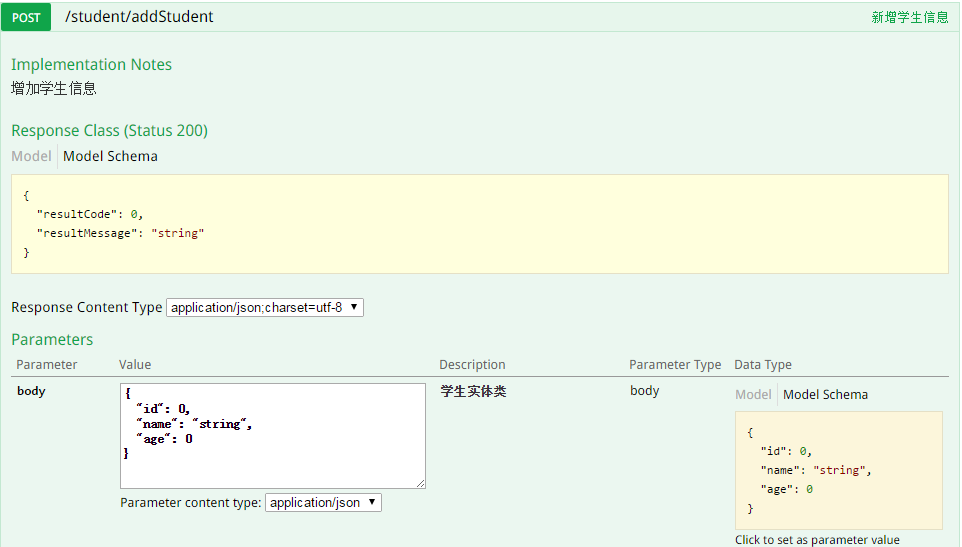 POST /student/addStudent 新增学生信息
Implementation Notes
增加学生信息
Response Class (Status 200)
Model Model Schema
{
"resultCode": 0,
"resultMessage": "string"
}
Response Content Type application/json;charset=utf-8
Parameters
Parameter Value Description Parameter Type Data Type
body
{
"id": 0,
"name": "string",
"age": 0
}
Parameter content type: application/json
学生实体类
body
Model Model Schema
{
"id": 0,
"name": "string",
"age": 0
}
Click to set as parameter value